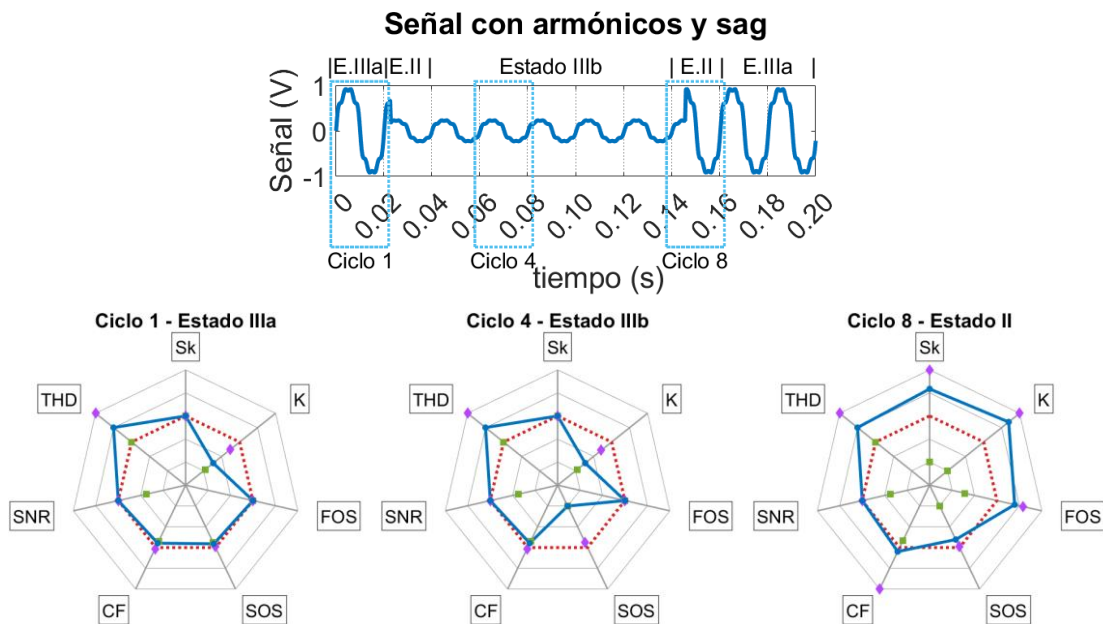 Señal con armónicos y sag
|E.IIIa|E.II | Estado IIIb | E.II | E.IIIa |
Señal (V)
1
0
-1
0 0.02 0.04 0.06 0.08 0.10 0.12 0.14 0.16 0.18 0.20
Ciclo 1 Ciclo 4 Ciclo 8
tiempo (s)
Ciclo 1 - Estado IIIa
Sk
THD K
SNR FOS
CF SOS
Ciclo 4 - Estado IIIb
Sk
THD K
SNR FOS
CF SOS
Ciclo 8 - Estado II
Sk
THD K
SNR FOS
CF SOS